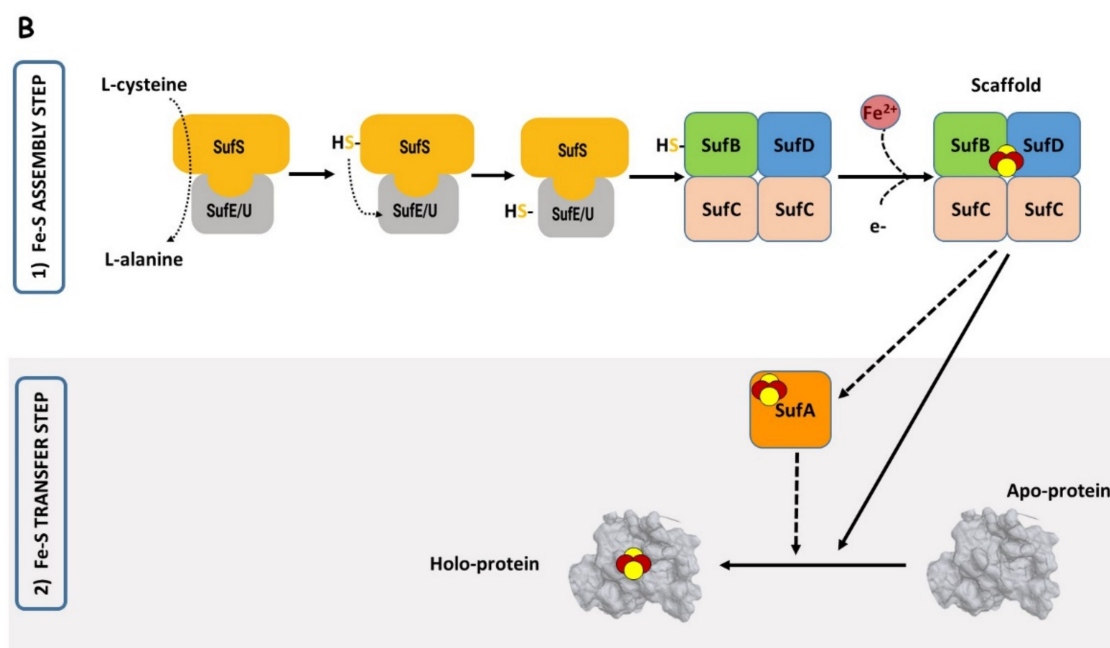 B
1) Fe-S ASSEMBLY STEP
L-cysteine
SufS
SufE/U
L-alanine
HS-
SufS
SufE/U
SufS
HS-
SufE/U
HS-
SufB
SufD
SufC
SufC
Fe2+
e-
Scaffold
SufB
SufD
SufC
SufC
2) Fe-S TRANSFER STEP
SufA
Apo-protein
Holo-protein